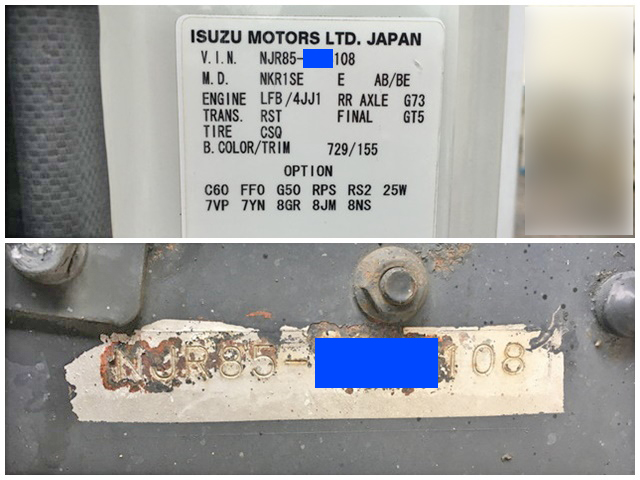 ISUZU MOTORS LTD. JAPAN
V.I.N. NJR85- 108
M.D. NKR1SE E AB/BE
ENGINE LFB/4JJ1 RR AXLE G73
TRANS. RST FINAL GT5
TIRE CSQ
B.COLOR/TRIM 729/155
OPTION
C60 FF0 G50 RPS RS2 25W
7VP 7YN 8GR 8JM 8NS
NJR85- 108